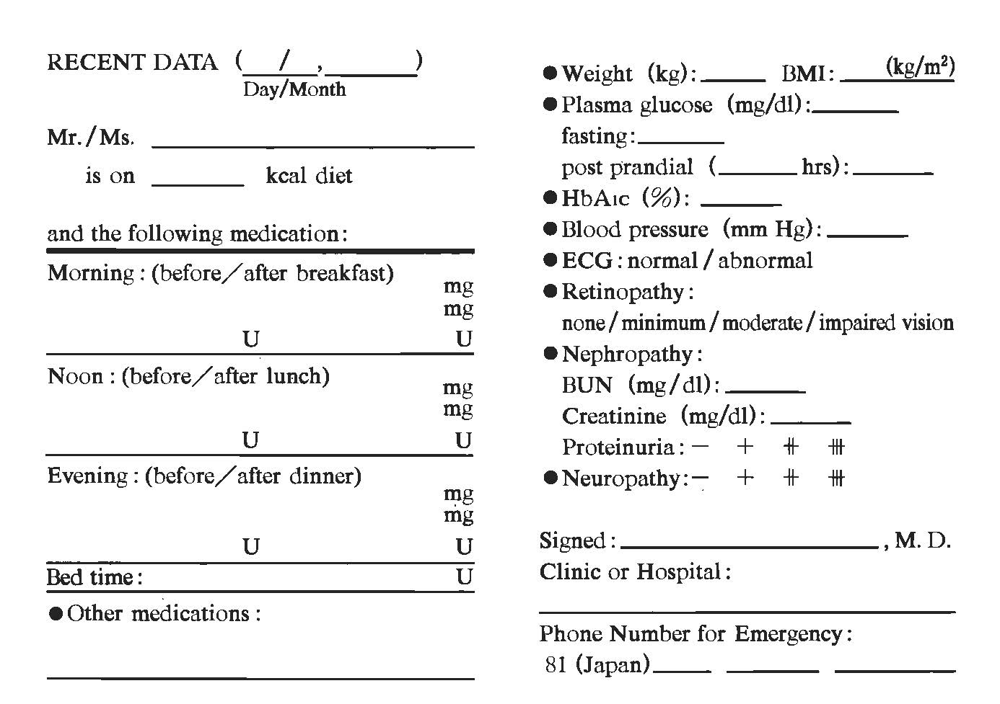 RECENT DATA ( / , )
Day/Month
Mr./Ms.
is on kcal diet
and the following medication:
Morning: (before/after breakfast)
mg
mg
U U
Noon: (before/after lunch)
mg
mg
U U
Evening: (before/after dinner)
mg
mg
U U
Bed time: U
●Other medications:
●Weight (kg): BMI: (kg/m²)
●Plasma glucose (mg/dl):
fasting:
post prandial ( hrs):
●HbA1c (%):
●Blood pressure (mm Hg):
●ECG: normal / abnormal
●Retinopathy:
none / minimum / moderate / impaired vision
●Nephropathy:
BUN (mg/dl):
Creatinine (mg/dl):
Proteinuria: − + ⧺ ⧻
●Neuropathy: − + ⧺ ⧻
Signed: , M. D.
Clinic or Hospital:
Phone Number for Emergency:
81 (Japan)